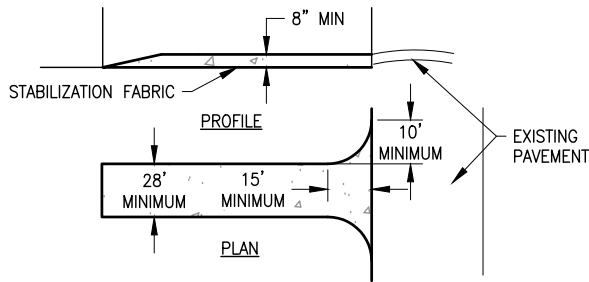 8” MIN
STABILIZATION FABRIC
PROFILE
10'
MINIMUM
EXISTING
PAVEMENT
28'
MINIMUM
15'
MINIMUM
PLAN